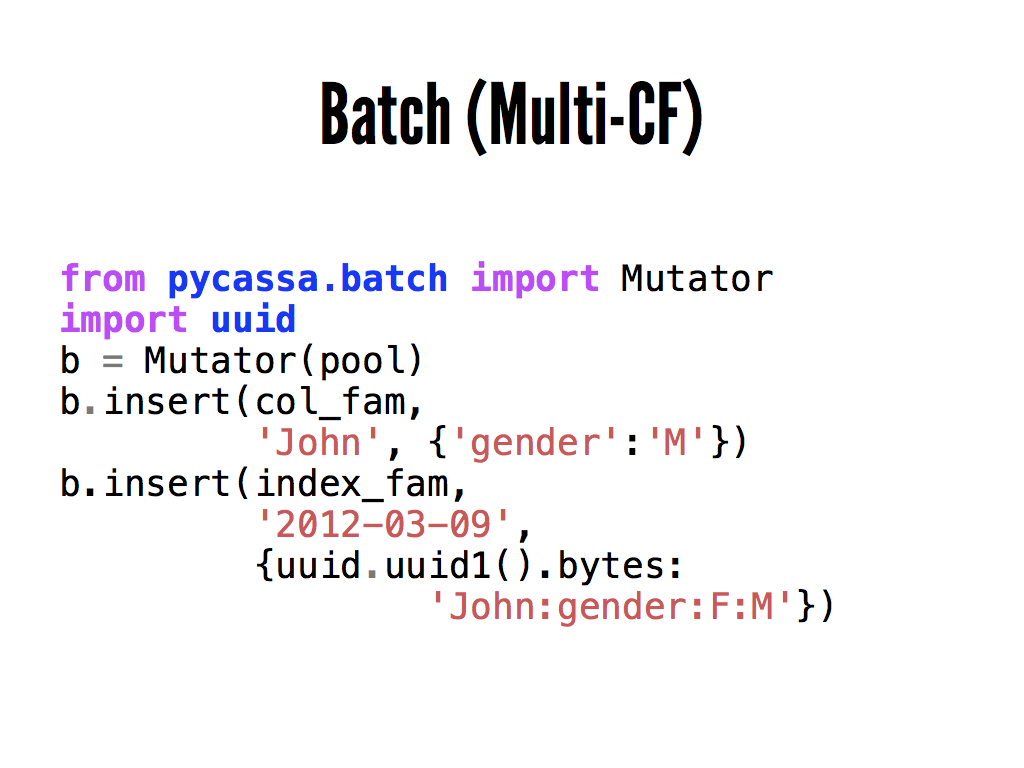 Batch (Multi-CF)
from pycassa.batch import Mutator
import uuid
b = Mutator(pool)
b.insert(col_fam,
'John', {'gender':'M'})
b.insert(index_fam,
'2012-03-09',
{uuid.uuid1().bytes:
'John:gender:F:M'})